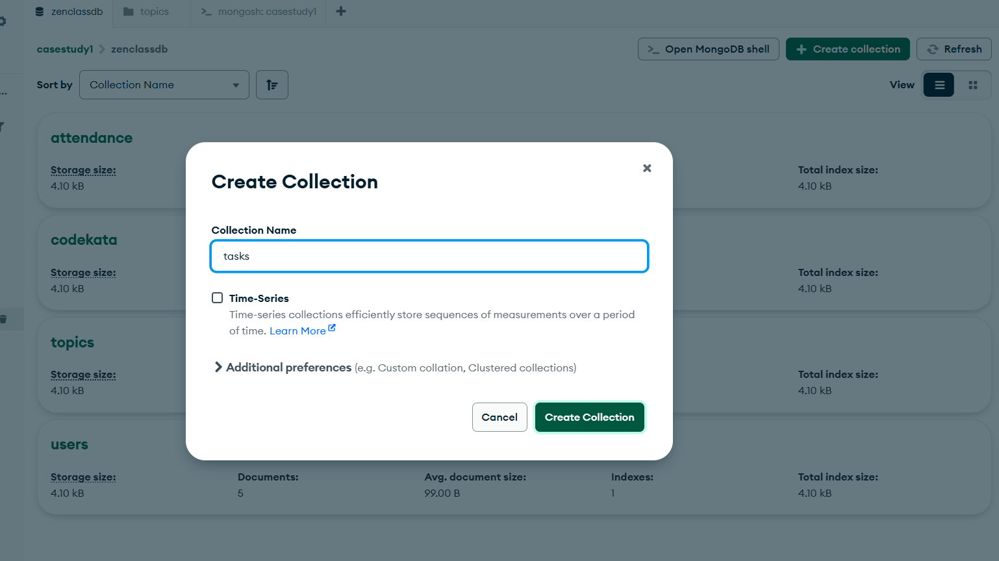 zenclassdb
topics
mongosh: casestudy1
casestudy1 zenclassdb
Open MongoDB shell
Create collection
Refresh
Sort by
Collection Name
View
attendance
Storage size:
4.10 kB
Total index size:
4.10 kB
codekata
Storage size:
4.10 kB
Total index size:
4.10 kB
topics
Storage size:
4.10 kB
Total index size:
4.10 kB
users
Storage size:
4.10 kB
Documents:
5
Avg. document size:
99.00 B
Indexes:
1
Total index size:
4.10 kB
Create Collection
Collection Name
tasks
Time-Series
Time-series collections efficiently store sequences of measurements over a period
of time. Learn More
Additional preferences (e.g. Custom collation, Clustered collections)
Cancel
Create Collection